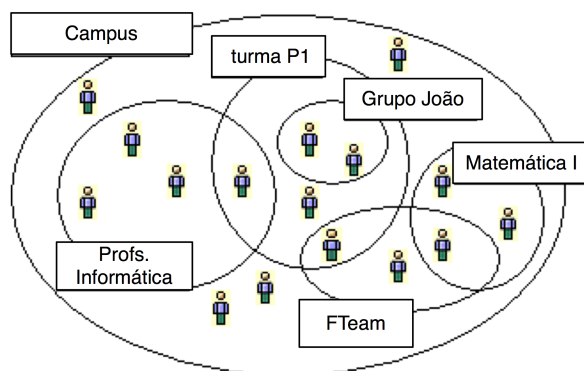 Campus
turma P1
Grupo João
Matemática I
Profs.
Informática
FTeam